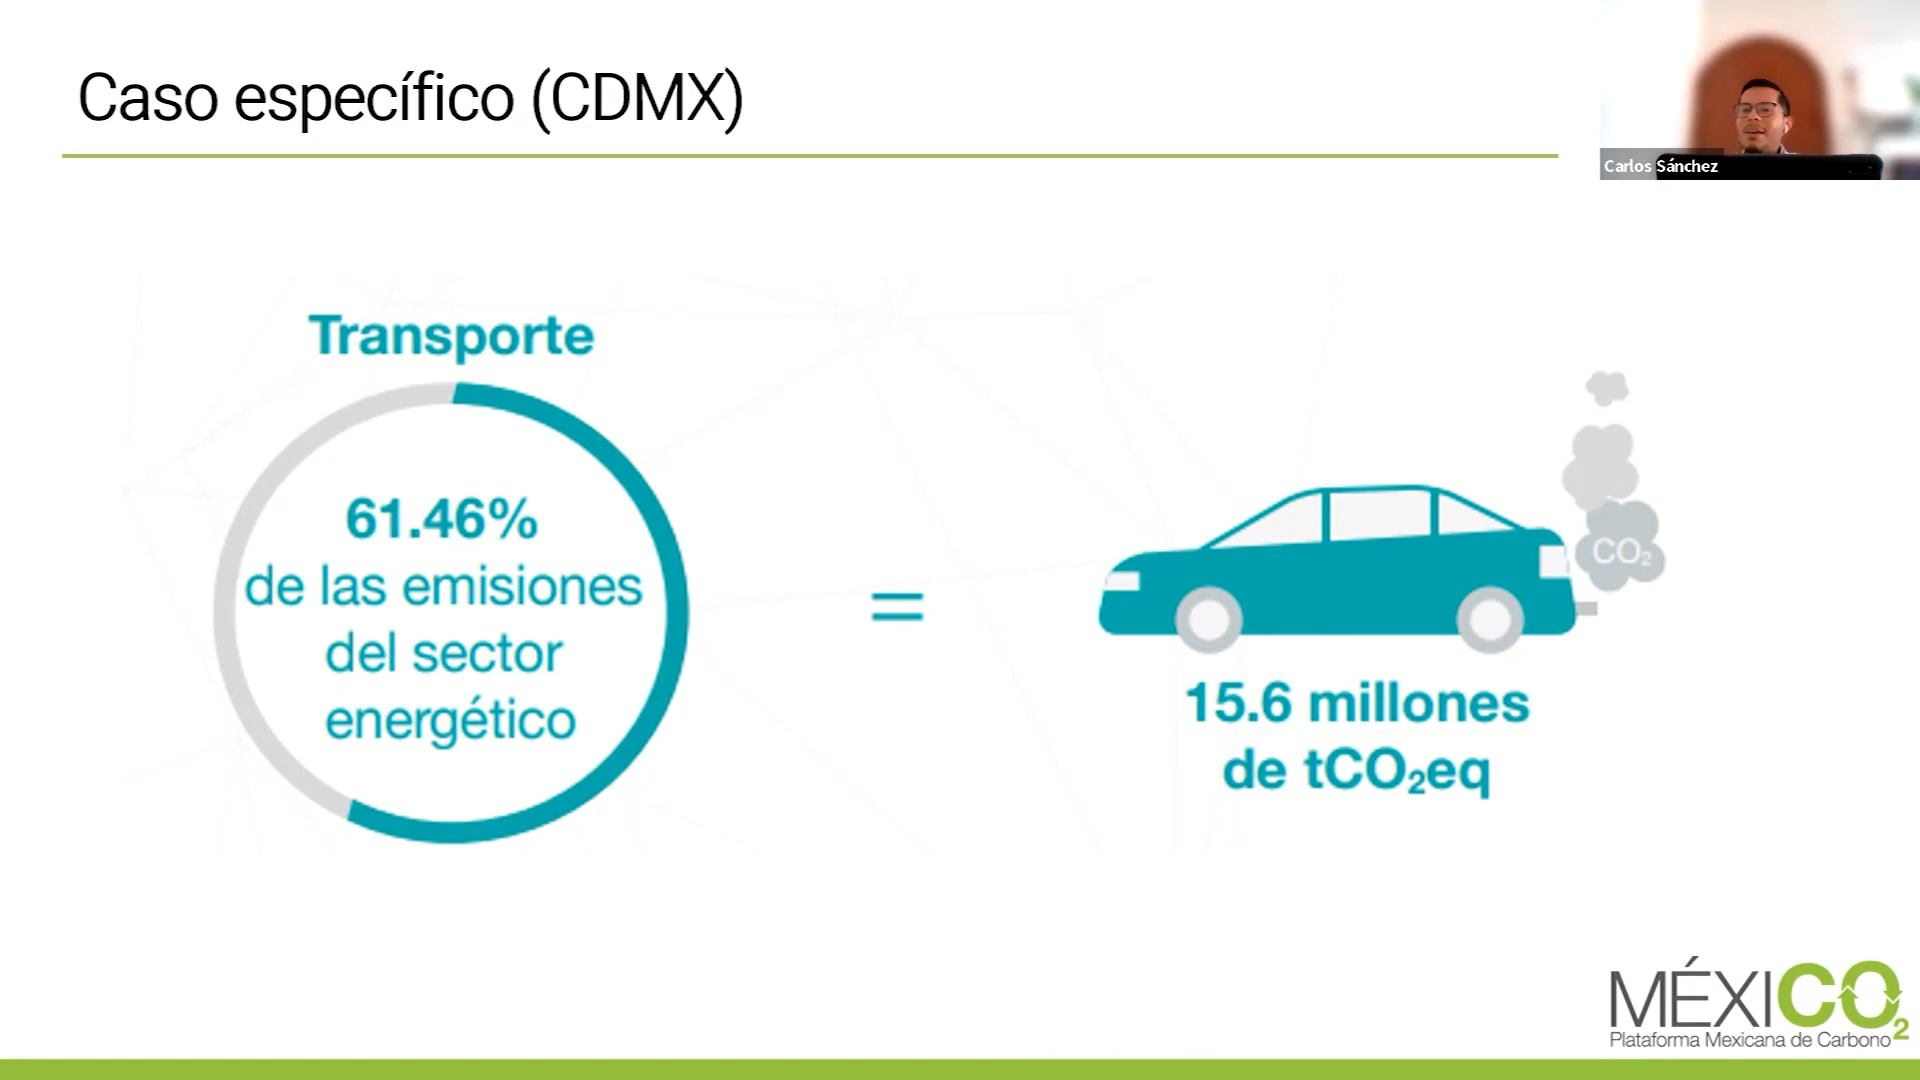 Caso específico (CDMX)
Carlos Sánchez
Transporte
61.46%
de las emisiones
del sector
energético
=
CO₂
15.6 millones
de tCO₂eq
MÉXICO₂
Plataforma Mexicana de Carbono